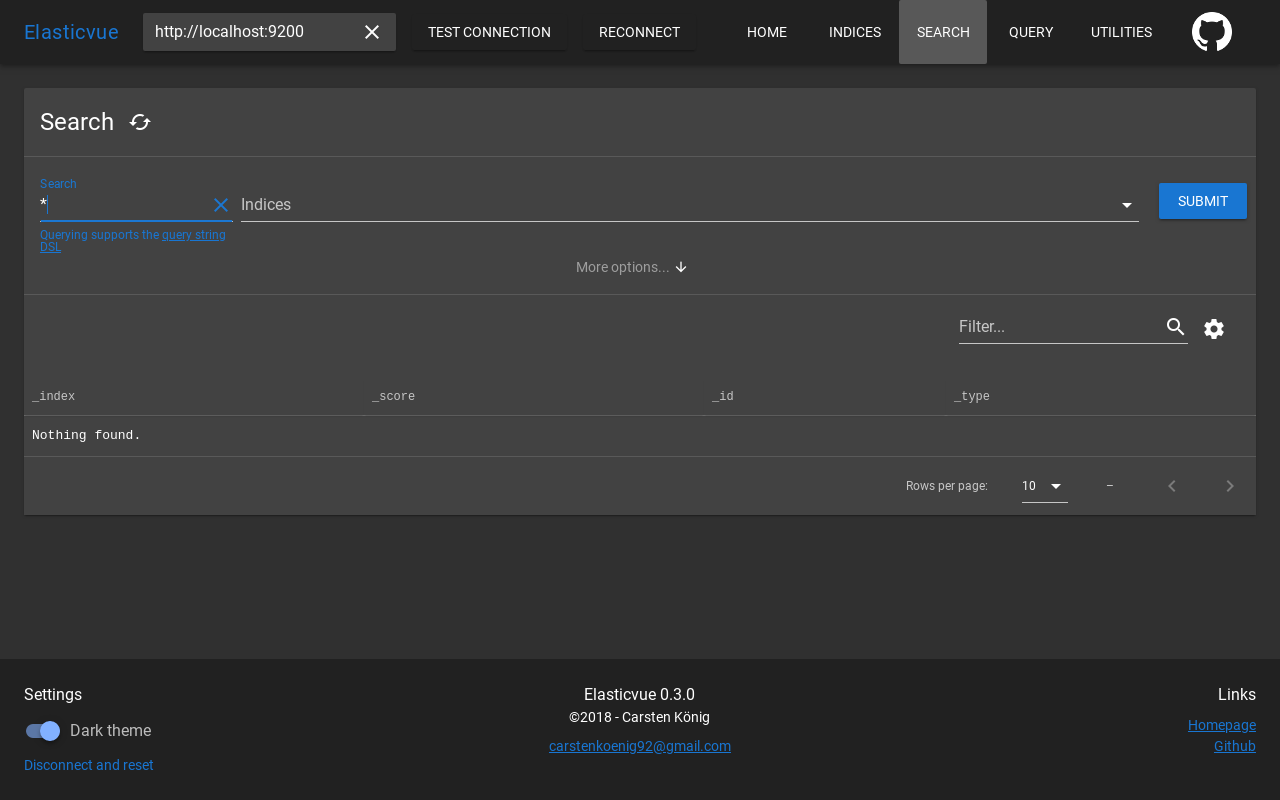 Elasticvue
http://localhost:9200
TEST CONNECTION
RECONNECT
HOME
INDICES
SEARCH
QUERY
UTILITIES
Search
Search
*
Indices
SUBMIT
Querying supports the query string
DSL
More options...
Filter...
_index
_score
_id
_type
Nothing found.
Rows per page:
10
–
Settings
Dark theme
Disconnect and reset
Elasticvue 0.3.0
©2018 - Carsten König
carstenkoenig92@gmail.com
Links
Homepage
Github